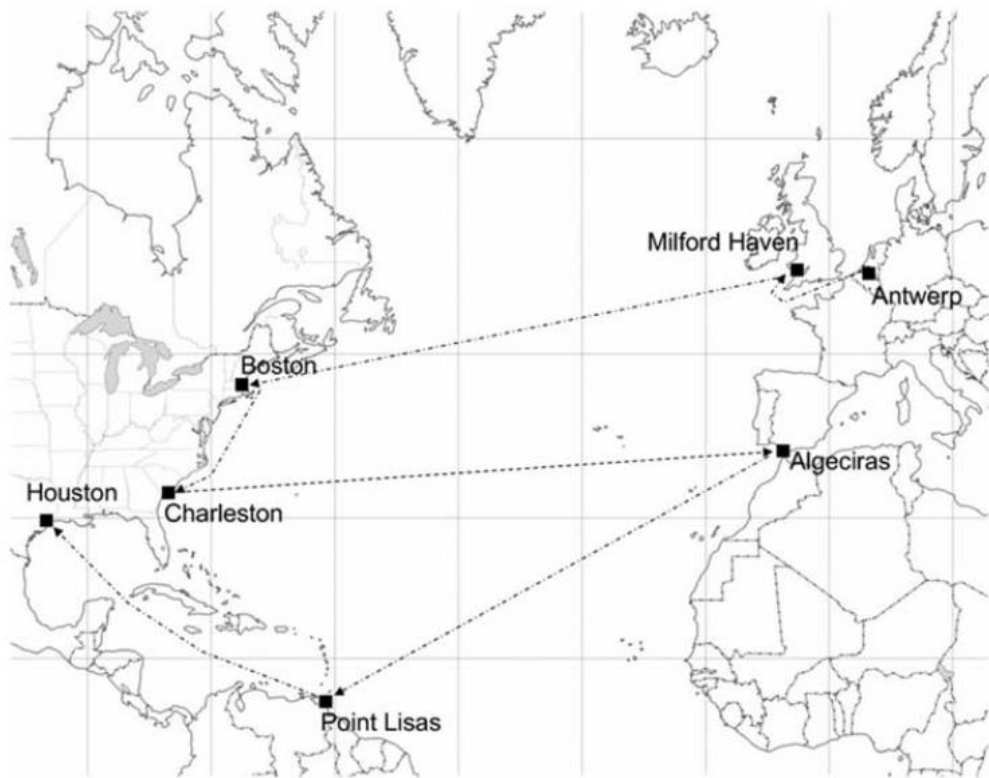 Milford Haven
Antwerp
Boston
Algeciras
Houston
Charleston
Point Lisas